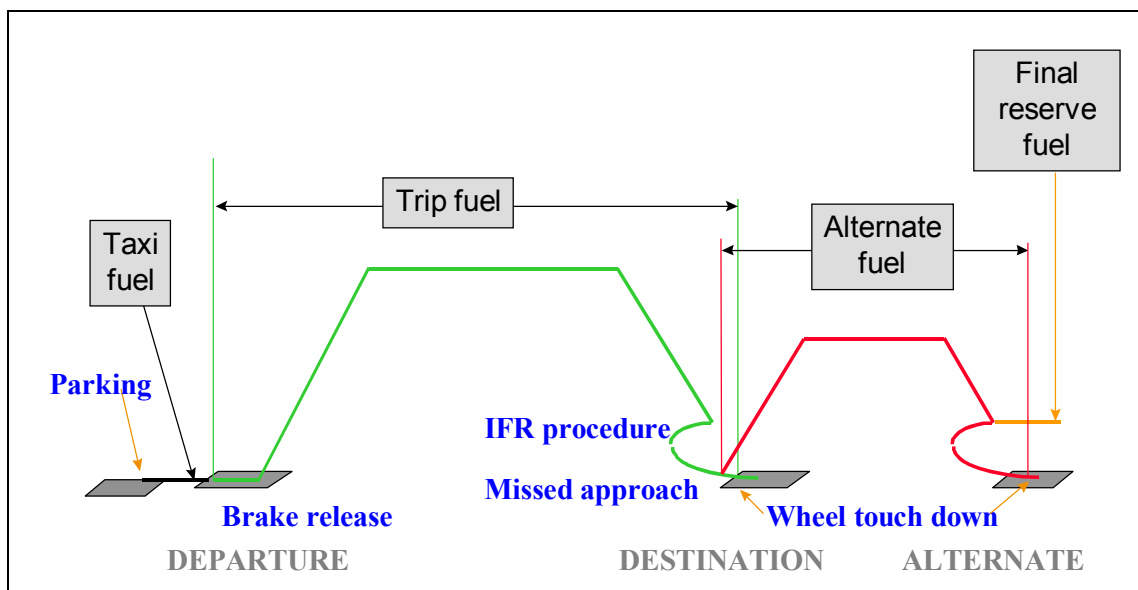 Final
reserve
fuel
Trip fuel
Alternate
fuel
Taxi
fuel
Parking
IFR procedure
Missed approach
Brake release
Wheel touch down
DEPARTURE
DESTINATION
ALTERNATE